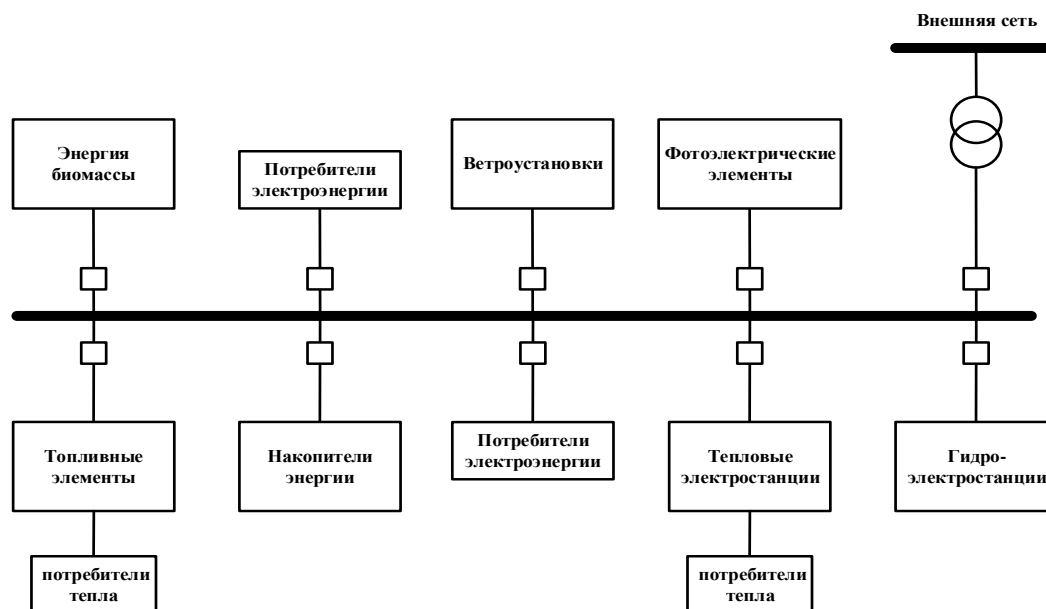 Внешняя сеть
Энергия
биомассы
Потребители
электроэнергии
Ветроустановки
Фотоэлектрические
элементы
Топливные
элементы
Накопители
энергии
Потребители
электроэнергии
Тепловые
электростанции
Гидро-
электростанции
потребители
тепла
потребители
тепла